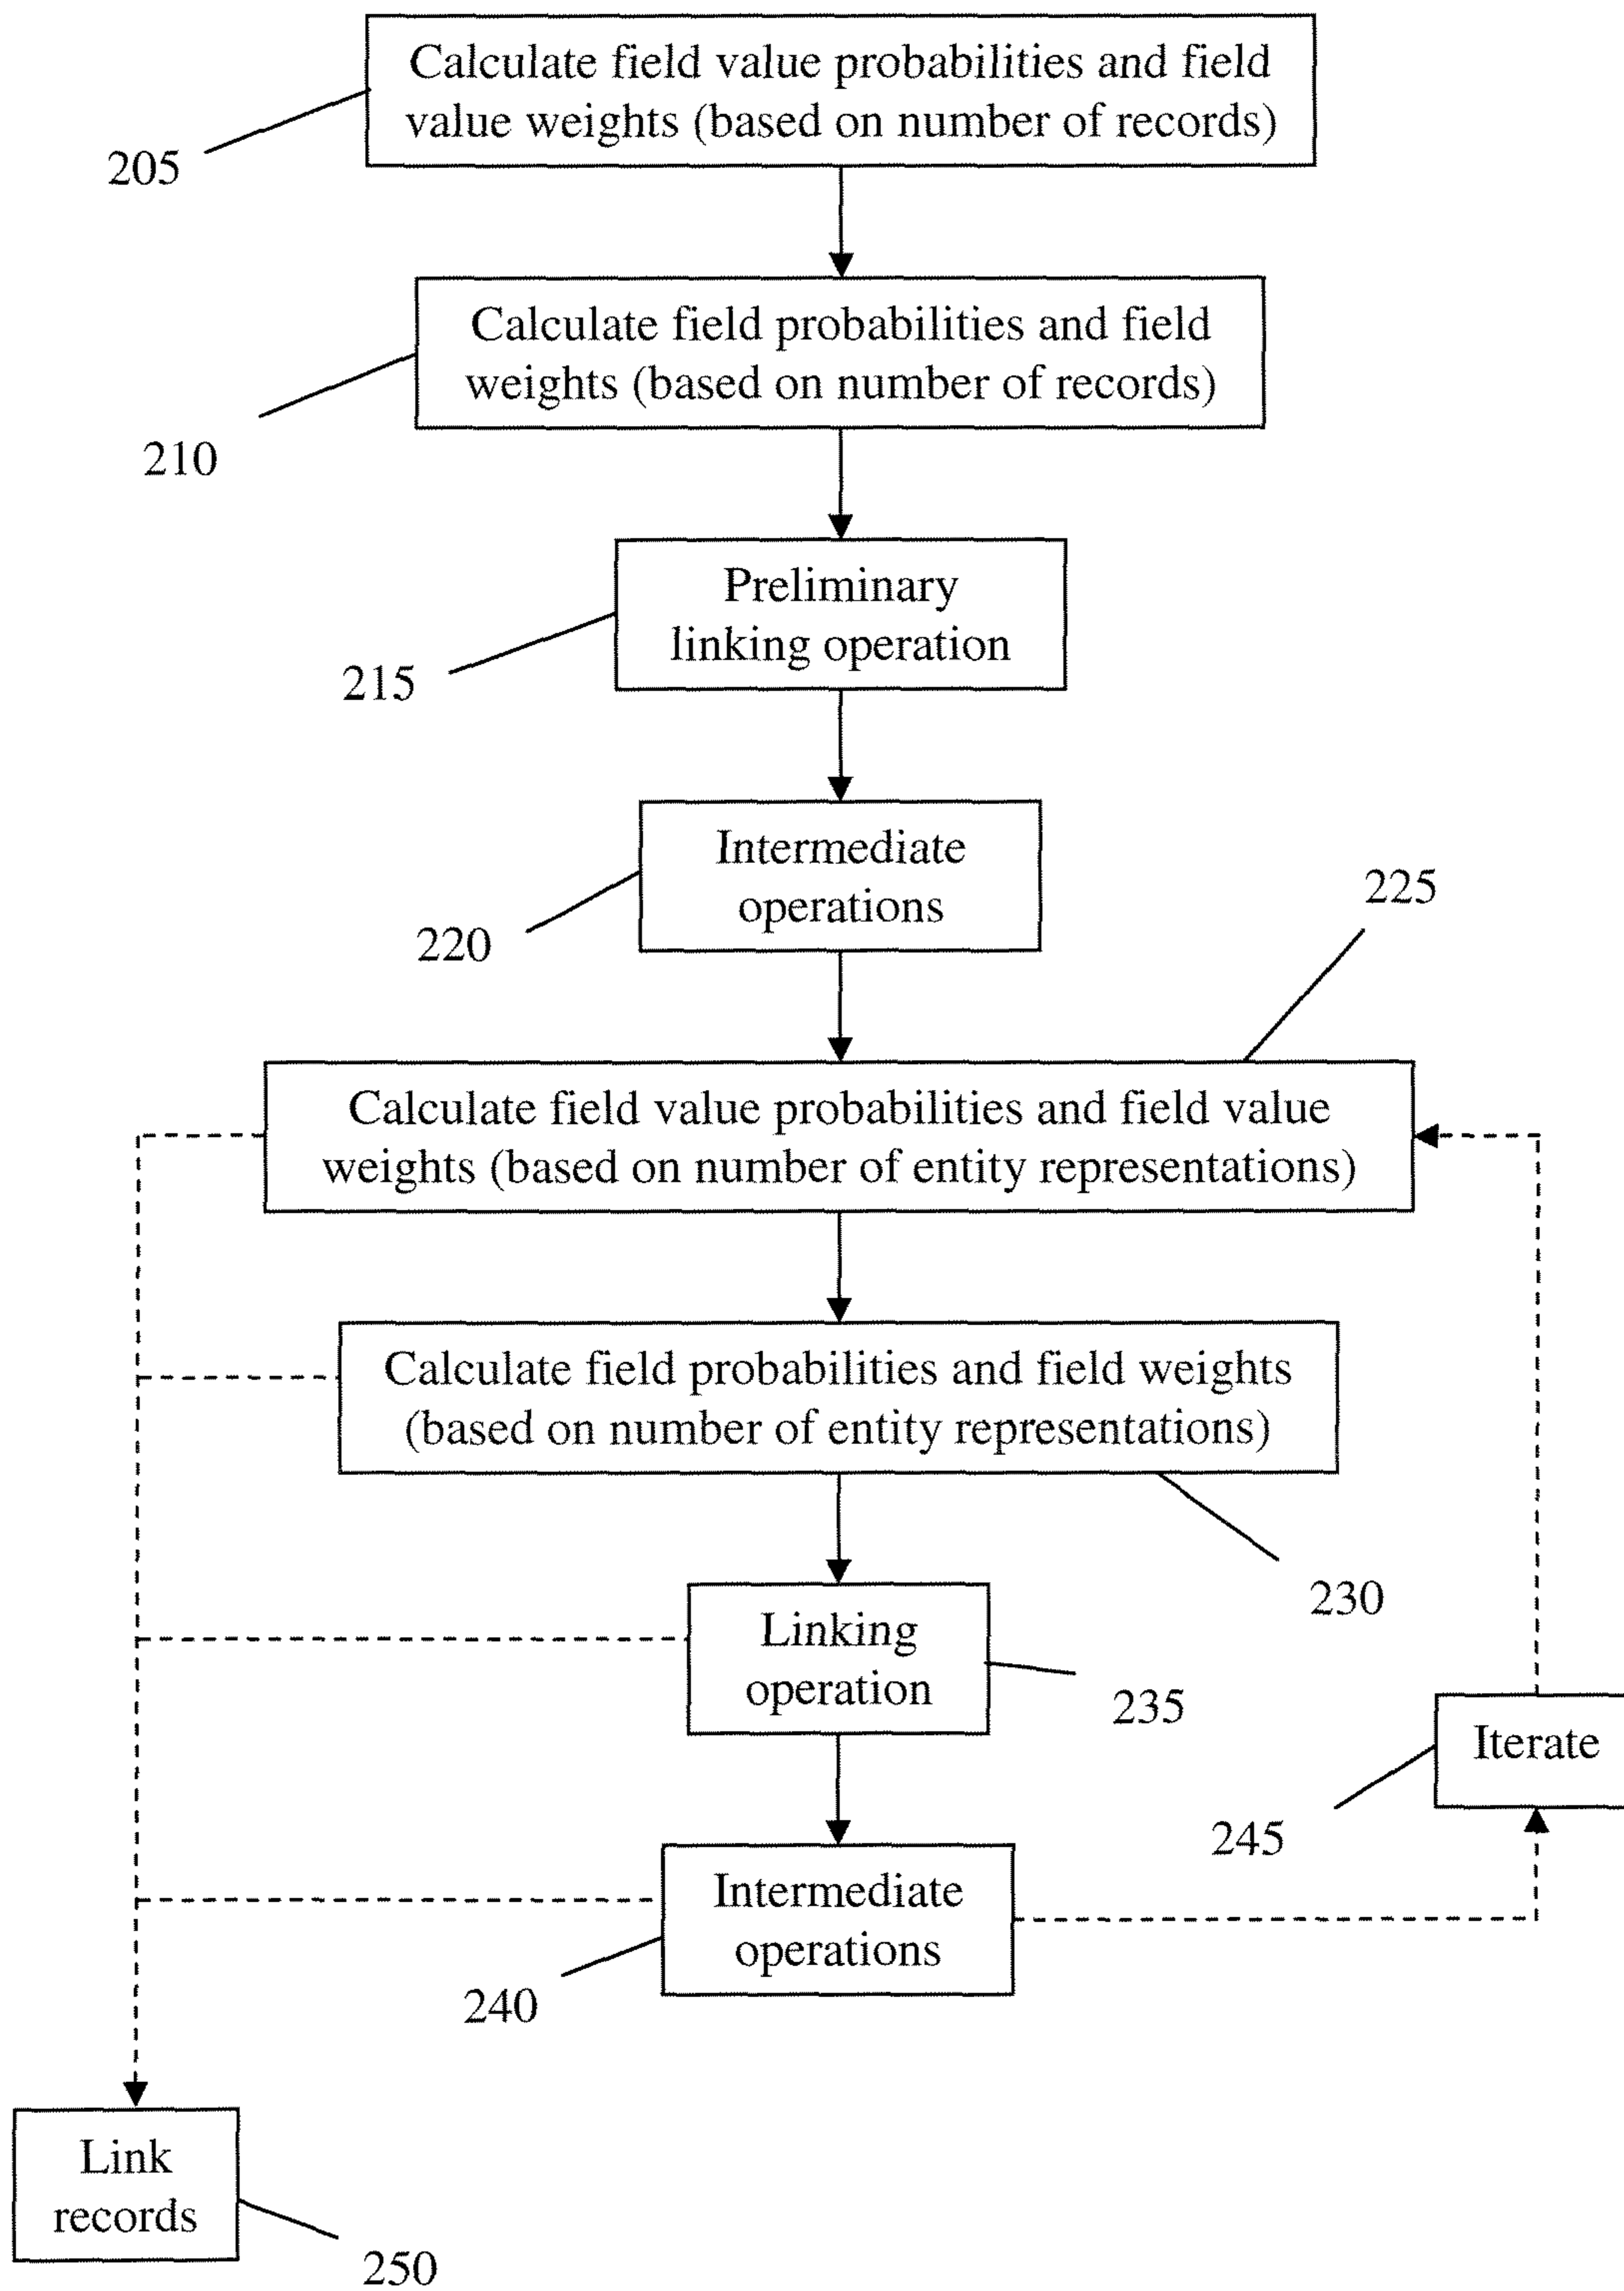 Calculate field value probabilities and field
value weights (based on number of records)
205
Calculate field probabilities and field
weights (based on number of records)
210
Preliminary
linking operation
215
Intermediate
operations
220
225
Calculate field value probabilities and field value
weights (based on number of entity representations)
Calculate field probabilities and field weights
(based on number of entity representations)
230
Linking
operation
235
Iterate
245
Intermediate
operations
240
Link
records
250